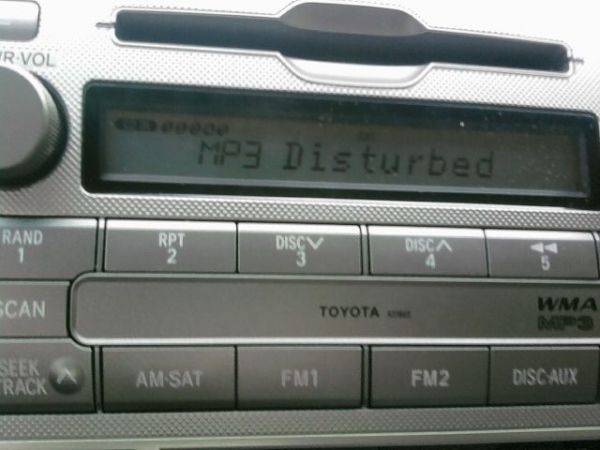 PWR·VOL
MP3 Disturbed
RAND RPT DISC∨ DISC∧ ◄◄
1 2 3 4 5
SCAN TOYOTA WMA
MP3
SEEK
TRACK ∧ AM·SAT FM1 FM2 DISC·AUX